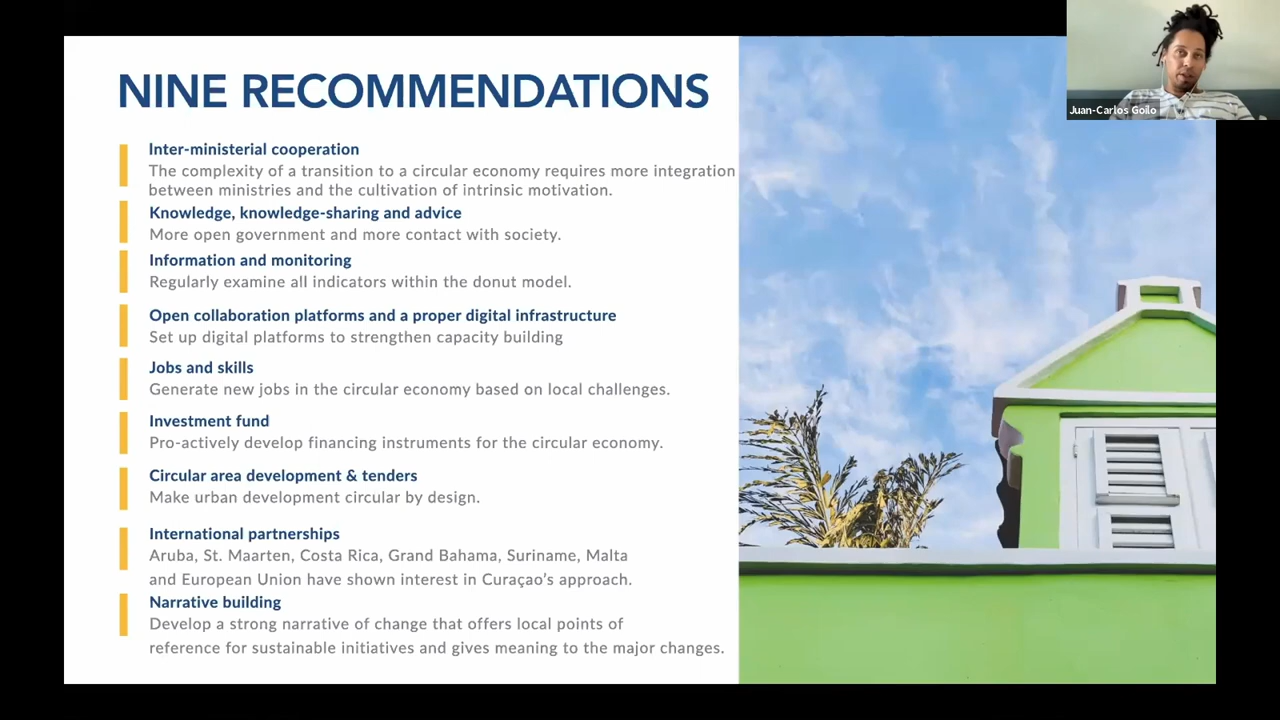 NINE RECOMMENDATIONS
Inter-ministerial cooperation
The complexity of a transition to a circular economy requires more integration
between ministries and the cultivation of intrinsic motivation.
Knowledge, knowledge-sharing and advice
More open government and more contact with society.
Information and monitoring
Regularly examine all indicators within the donut model.
Open collaboration platforms and a proper digital infrastructure
Set up digital platforms to strengthen capacity building
Jobs and skills
Generate new jobs in the circular economy based on local challenges.
Investment fund
Pro-actively develop financing instruments for the circular economy.
Circular area development & tenders
Make urban development circular by design.
International partnerships
Aruba, St. Maarten, Costa Rica, Grand Bahama, Suriname, Malta
and European Union have shown interest in Curaçao’s approach.
Narrative building
Develop a strong narrative of change that offers local points of
reference for sustainable initiatives and gives meaning to the major changes.
Juan-Carlos Goilo